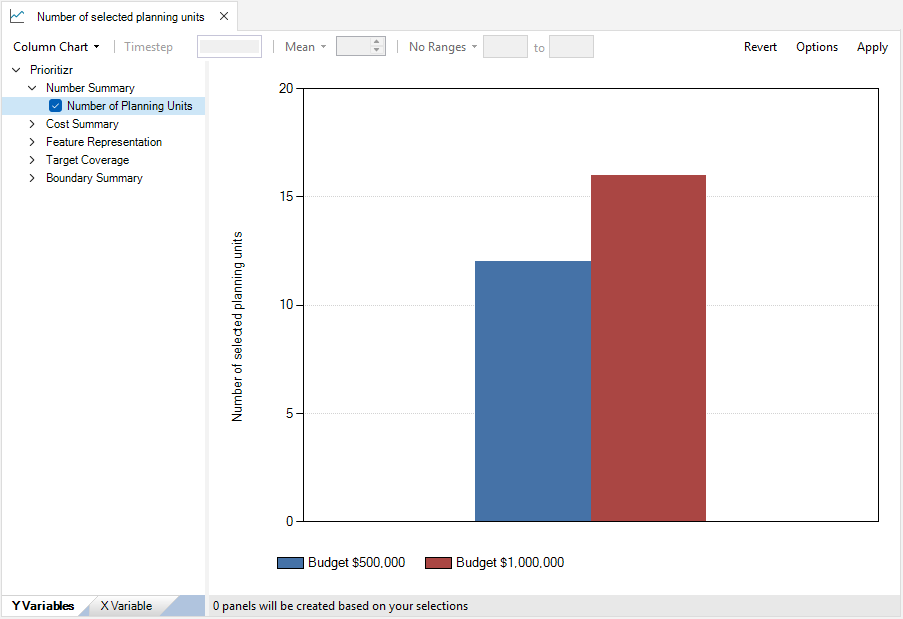 Number of selected planning units
Column Chart Timestep Mean No Ranges to Revert Options Apply
Prioritizr
Number Summary
Number of Planning Units
Cost Summary
Feature Representation
Target Coverage
Boundary Summary
20
15
10
5
0
Number of selected planning units
Budget $500,000 Budget $1,000,000
Y Variables X Variable 0 panels will be created based on your selections